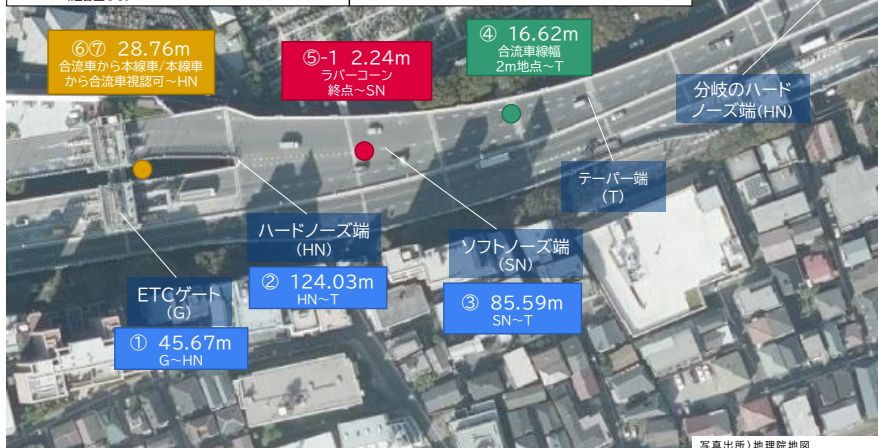 ⑥⑦ 28.76m
合流車から本線車/本線車
から合流車視認可～HN
⑤-1 2.24m
ラバーコーン
終点～SN
④ 16.62m
合流車線幅
2m地点～T
分岐のハード
ノーズ端(HN)
テーパー端
(T)
ハードノーズ端
(HN)
ソフトノーズ端
(SN)
ETCゲート
(G)
② 124.03m
HN～T
③ 85.59m
SN～T
① 45.67m
G～HN
写真出所)地理院地図